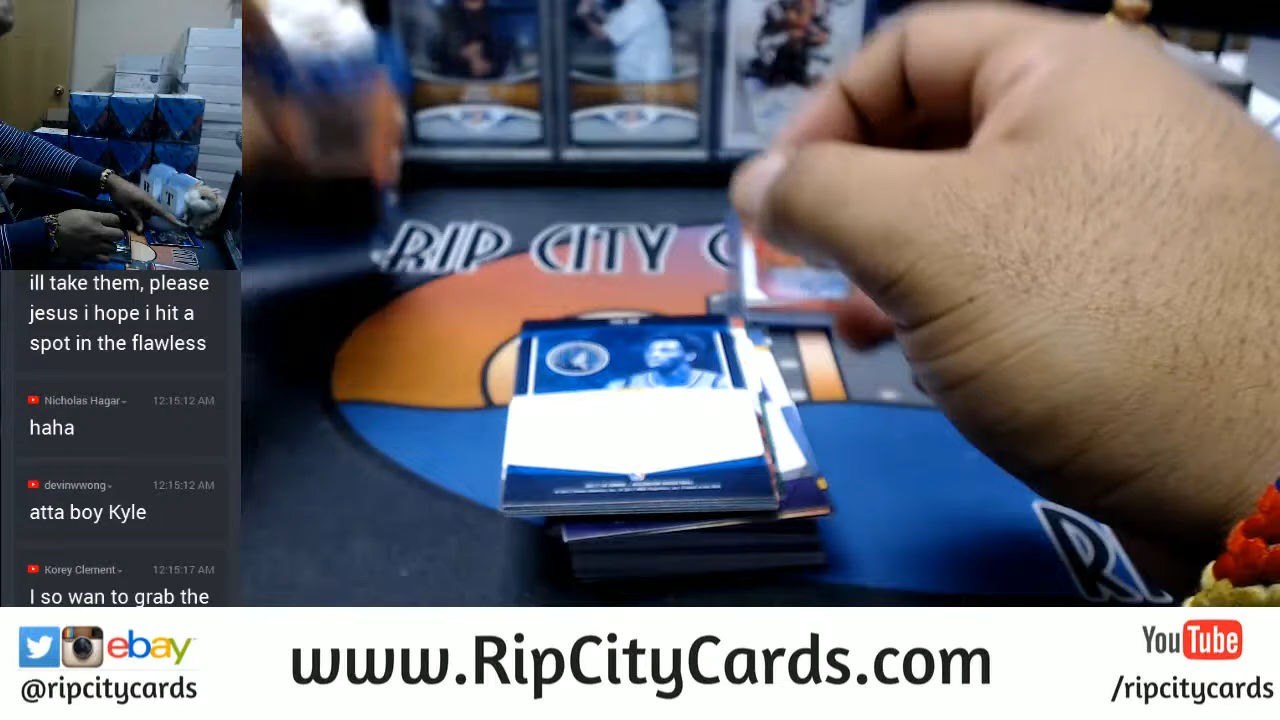 ill take them, please
jesus i hope i hit a
spot in the flawless
Nicholas Hagar
12:15:12 AM
haha
devinwwong
12:15:12 AM
atta boy Kyle
Korey Clement
12:15:17 AM
I so wan to grab the
RIP CITY
ebay
@ripcitycards
www.RipCityCards.com
YouTube
/ripcitycards